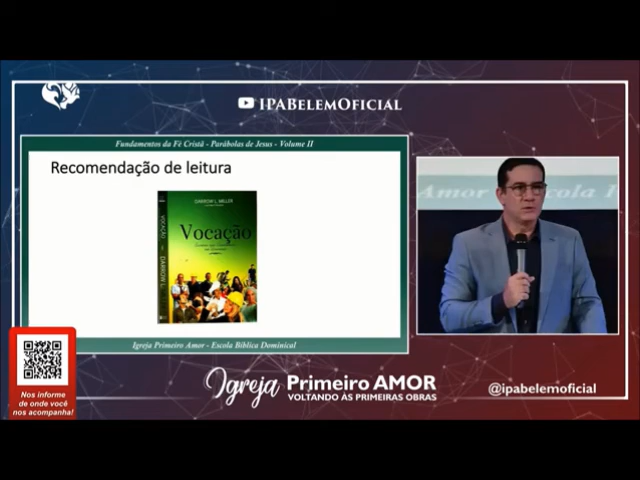 IPABelemOficial
Fundamentos da Fé Cristã - Parábolas de Jesus - Volume II
Recomendação de leitura
DARROW L. MILLER
Vocação
VOCAÇÃO
DARROW L.
Amor - Escola
Igreja Primeiro Amor - Escola Bíblica Dominical
Nos informe
de onde você
nos acompanha!
Igreja Primeiro AMOR
VOLTANDO ÀS PRIMEIRAS OBRAS
@ipabelemoficial